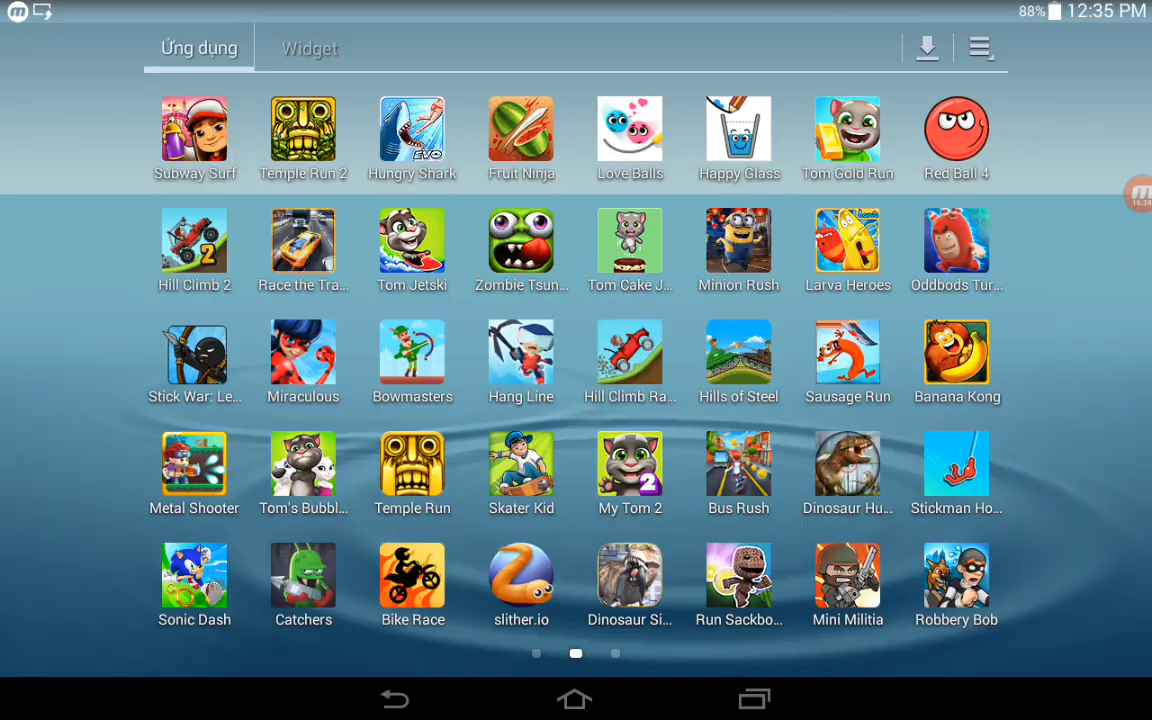 88% 12:35 PM
Ứng dụng Widget
Subway Surf Temple Run 2 Hungry Shark Fruit Ninja Love Balls Happy Glass Tom Gold Run Red Ball 4
Hill Climb 2 Race the Tra... Tom Jetski Zombie Tsun... Tom Cake J... Minion Rush Larva Heroes Oddbods Tur...
Stick War: Le... Miraculous Bowmasters Hang Line Hill Climb Ra... Hills of Steel Sausage Run Banana Kong
Metal Shooter Tom's Bubbl... Temple Run Skater Kid My Tom 2 Bus Rush Dinosaur Hu... Stickman Ho...
Sonic Dash Catchers Bike Race slither.io Dinosaur Si... Run Sackbo... Mini Militia Robbery Bob